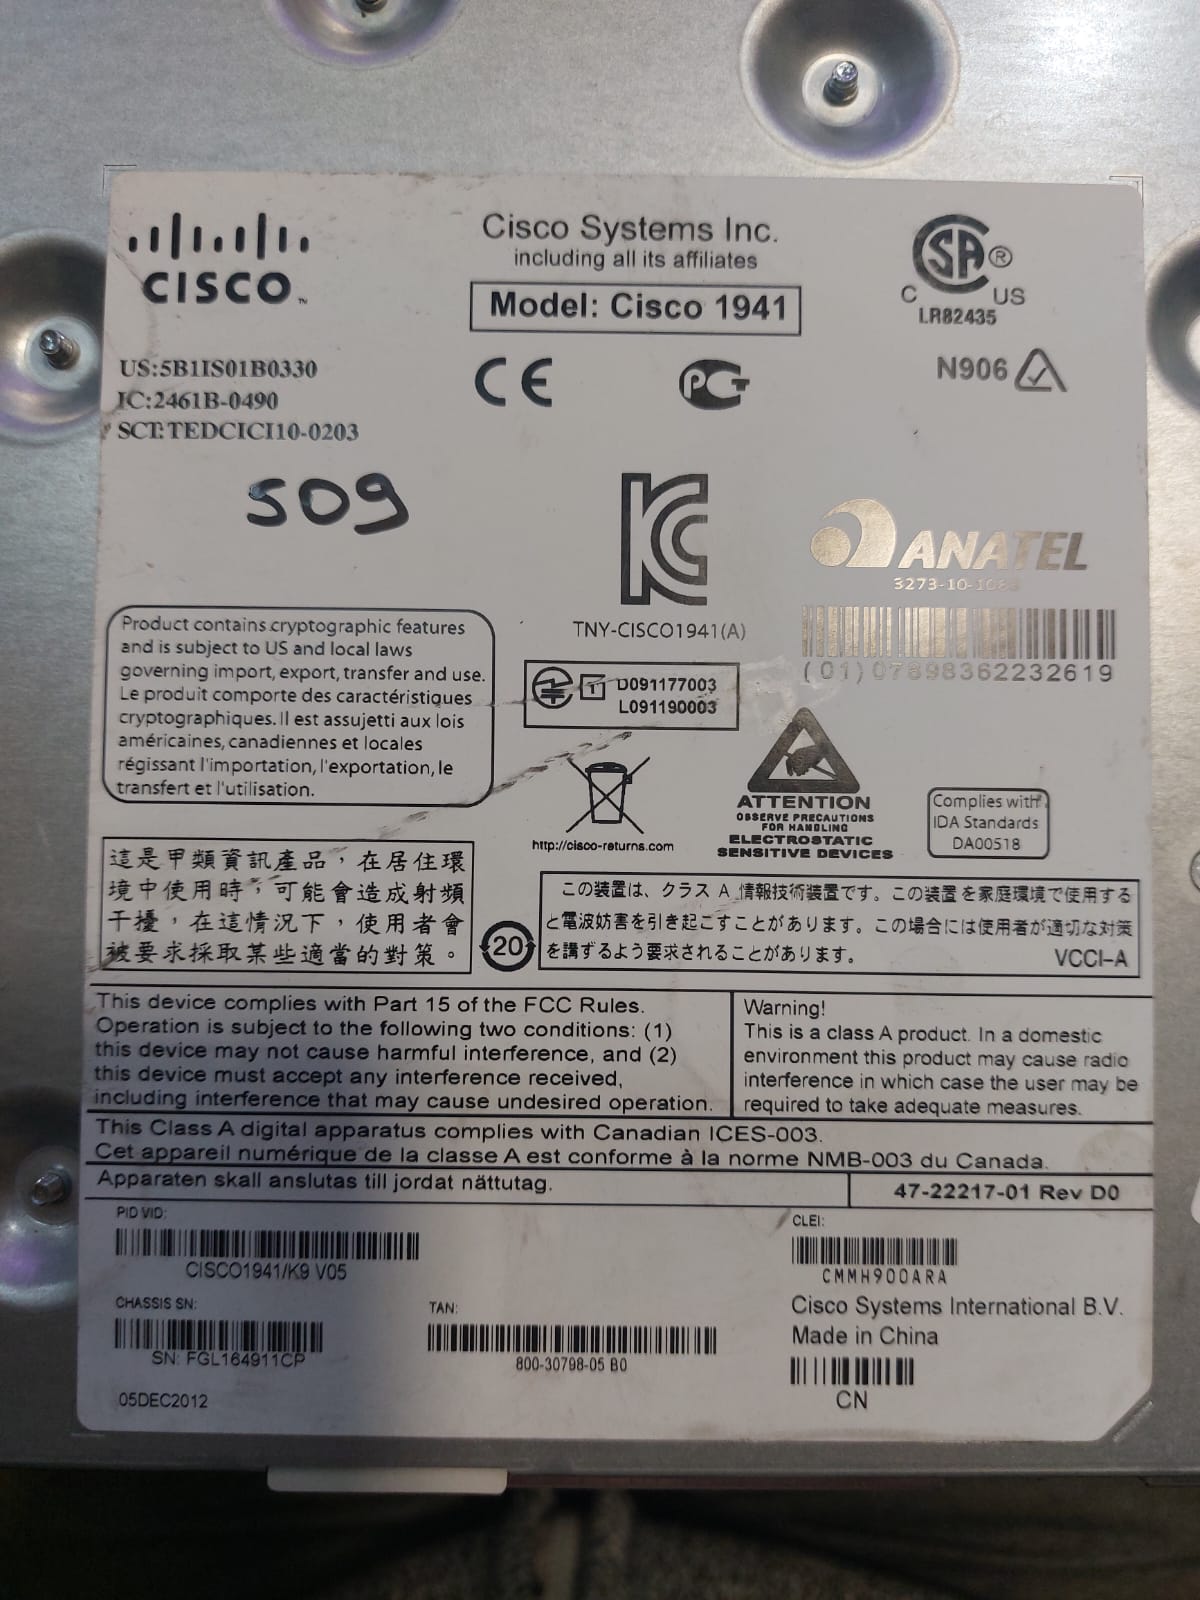 CISCO™
Cisco Systems Inc.
including all its affiliates
Model: Cisco 1941
SA®
C US
LR82435
US:5B1IS01B0330
IC:2461B-0490
SCT:TEDCICI10-0203
CE
PCT
N906
509
KC
TNY-CISCO1941(A)
ANATEL
3273-10-
(01)07898362232619
Product contains cryptographic features
and is subject to US and local laws
governing import, export, transfer and use.
Le produit comporte des caractéristiques
cryptographiques. Il est assujetti aux lois
américaines, canadiennes et locales
régissant l'importation, l'exportation, le
transfert et l'utilisation.
T D091177003
L091190003
http://cisco-returns.com
ATTENTION
OBSERVE PRECAUTIONS
FOR HANDLING
ELECTROSTATIC
SENSITIVE DEVICES
Complies with
IDA Standards
DA00518
這是甲類資訊產品，在居住環
境中使用時，可能會造成射頻
干擾，在這情況下，使用者會
被要求採取某些適當的對策。
20
この装置は、クラス A 情報技術装置です。この装置を家庭環境で使用する
と電波妨害を引き起こすことがあります。この場合には使用者が適切な対策
を講ずるよう要求されることがあります。
VCCI-A
This device complies with Part 15 of the FCC Rules.
Operation is subject to the following two conditions: (1)
this device may not cause harmful interference, and (2)
this device must accept any interference received,
including interference that may cause undesired operation.
Warning!
This is a class A product. In a domestic
environment this product may cause radio
interference in which case the user may be
required to take adequate measures.
This Class A digital apparatus complies with Canadian ICES-003.
Cet appareil numérique de la classe A est conforme à la norme NMB-003 du Canada.
Apparaten skall anslutas till jordat nättutag.
47-22217-01 Rev D0
PID VID:
CISCO1941/K9 V05
CLEI:
CMMH900ARA
CHASSIS SN:
SN: FGL164911CP
TAN:
800-30798-05 B0
Cisco Systems International B.V.
Made in China
CN
05DEC2012